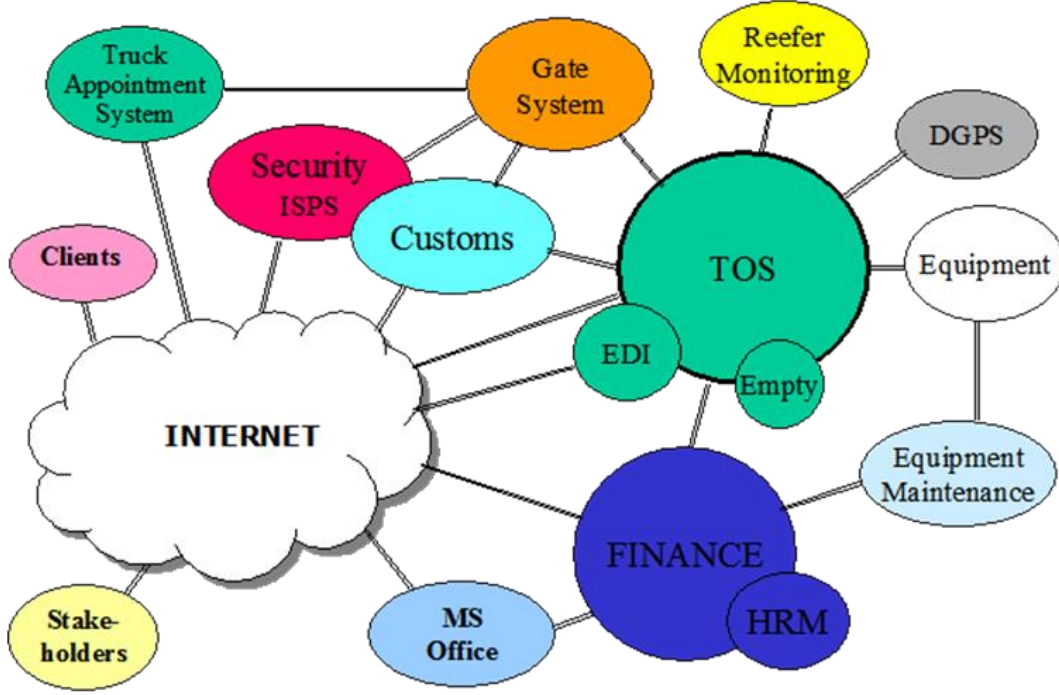 Truck
Appointment
System
Gate
System
Reefer
Monitoring
DGPS
Security
ISPS
Customs
Clients
TOS
Equipment
EDI
Empty
INTERNET
Equipment
Maintenance
FINANCE
HRM
Stake-
holders
MS
Office